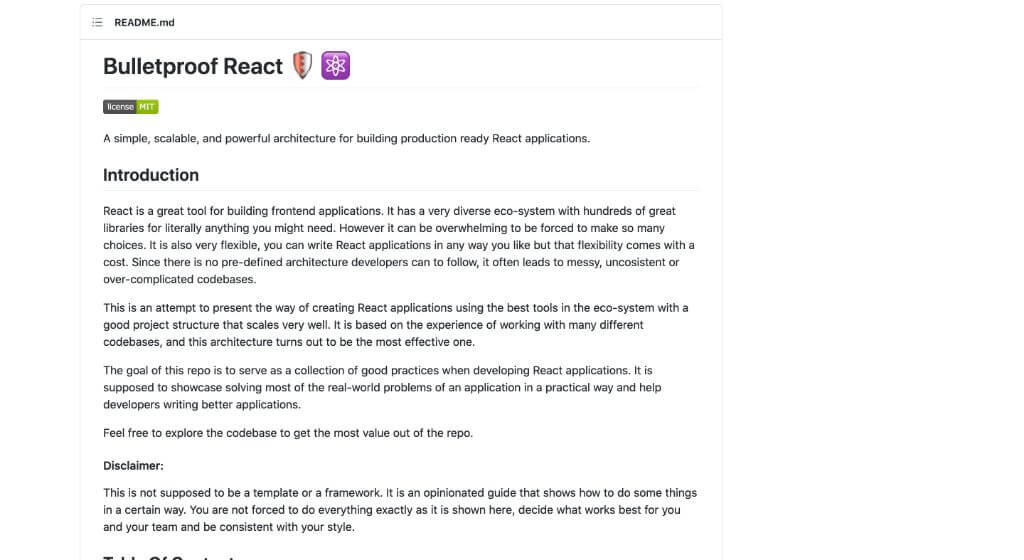 README.md
Bulletproof React
license MIT
A simple, scalable, and powerful architecture for building production ready React applications.
Introduction
React is a great tool for building frontend applications. It has a very diverse eco-system with hundreds of great
libraries for literally anything you might need. However it can be overwhelming to be forced to make so many
choices. It is also very flexible, you can write React applications in any way you like but that flexibility comes with a
cost. Since there is no pre-defined architecture developers can to follow, it often leads to messy, uncosistent or
over-complicated codebases.
This is an attempt to present the way of creating React applications using the best tools in the eco-system with a
good project structure that scales very well. It is based on the experience of working with many different
codebases, and this architecture turns out to be the most effective one.
The goal of this repo is to serve as a collection of good practices when developing React applications. It is
supposed to showcase solving most of the real-world problems of an application in a practical way and help
developers writing better applications.
Feel free to explore the codebase to get the most value out of the repo.
Disclaimer:
This is not supposed to be a template or a framework. It is an opinionated guide that shows how to do some things
in a certain way. You are not forced to do everything exactly as it is shown here, decide what works best for you
and your team and be consistent with your style.